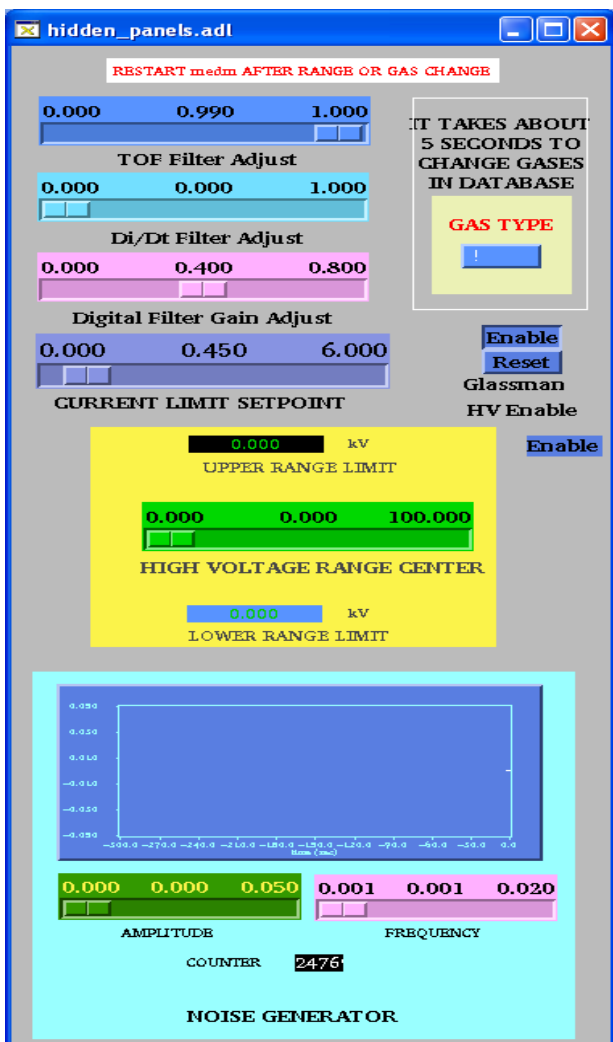 hidden_panels.adl
RESTART medm AFTER RANGE OR GAS CHANGE
0.000 0.990 1.000
TOF Filter Adjust
0.000 0.000 1.000
Di/Dt Filter Adjust
0.000 0.400 0.800
Digital Filter Gain Adjust
0.000 0.450 6.000
CURRENT LIMIT SETPOINT
IT TAKES ABOUT
5 SECONDS TO
CHANGE GASES
IN DATABASE
GAS TYPE
!
Enable
Reset
Glassman
HV Enable
Enable
0.000 kV
UPPER RANGE LIMIT
0.000 0.000 100.000
HIGH VOLTAGE RANGE CENTER
0.000 kV
LOWER RANGE LIMIT
0.000 0.000 0.050
AMPLITUDE
0.001 0.001 0.020
FREQUENCY
COUNTER 2476
NOISE GENERATOR